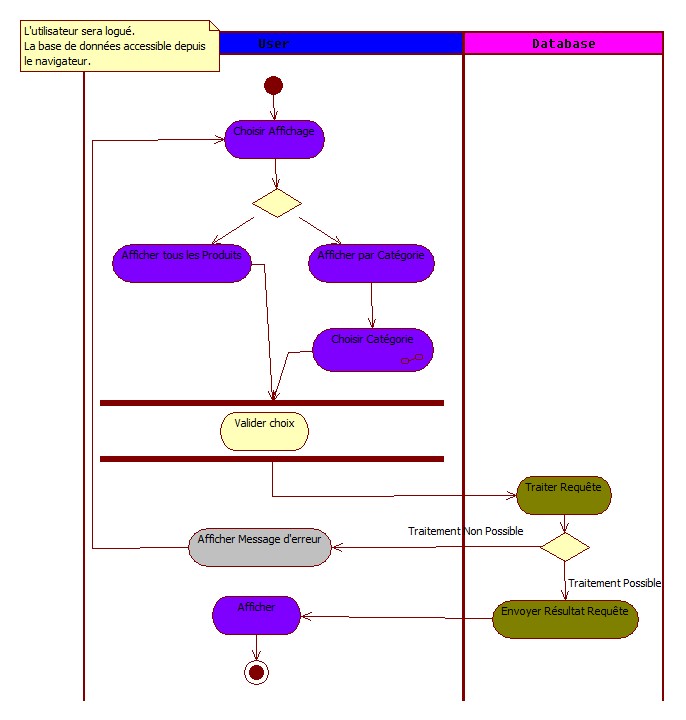 L'utilisateur sera logué.
La base de données accessible depuis
le navigateur.
User
Database
Choisir Affichage
Afficher tous les Produits
Afficher par Catégorie
Choisir Catégorie
Valider choix
Traiter Requête
Traitement Non Possible
Afficher Message d'erreur
Traitement Possible
Afficher
Envoyer Résultat Requête